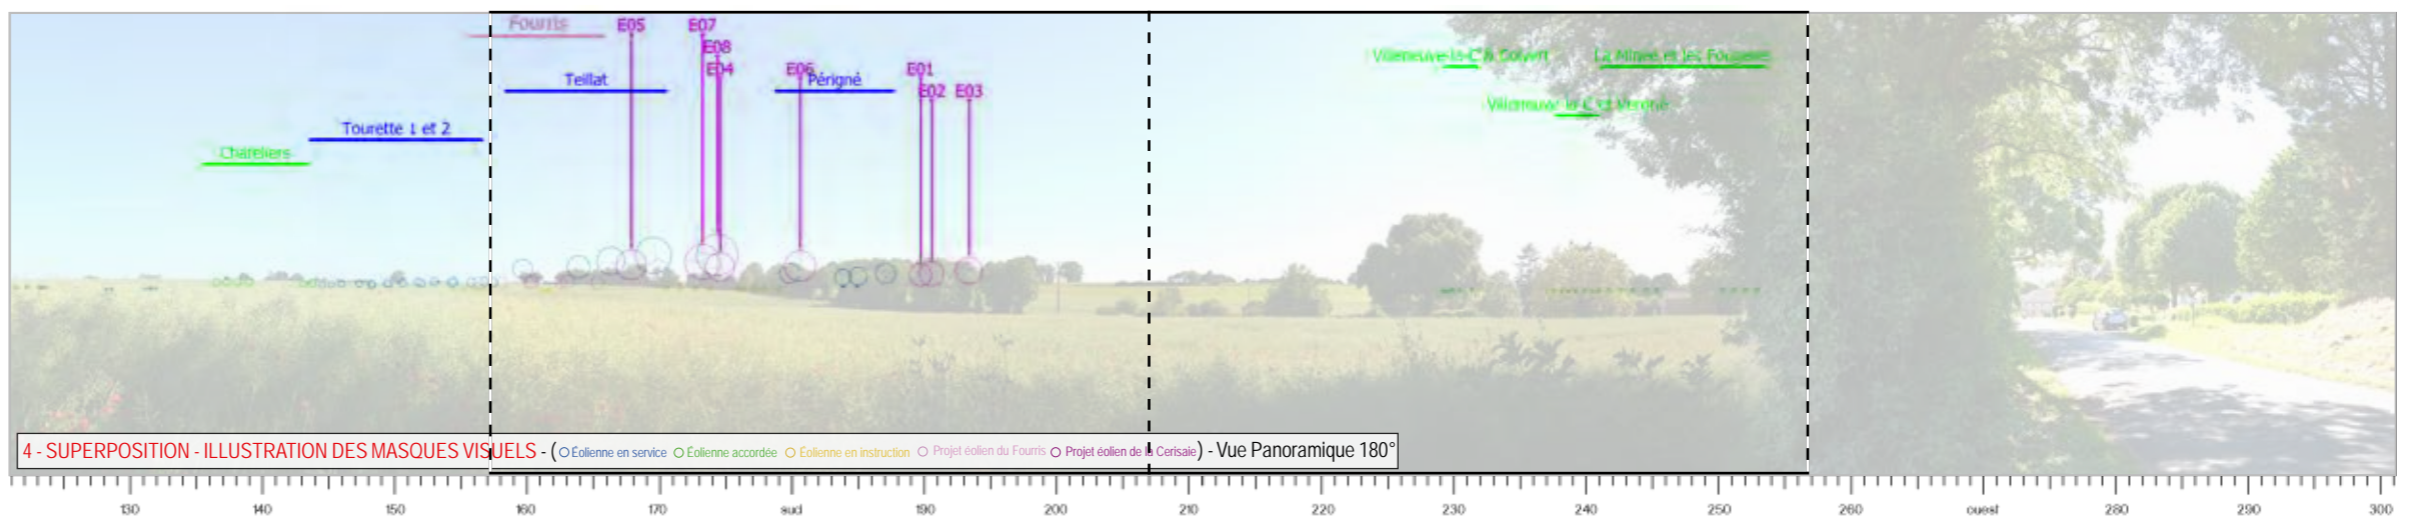 Fourris
E05
E07
E08
E04
E06
E01
E02
E03
Teillat
Périgné
Tourette 1 et 2
Chateliers
Villeneuve-la-C
La Minee et les
4 - SUPERPOSITION - ILLUSTRATION DES MASQUES VISUELS - ( Éolienne en service Éolienne accordée Éolienne en instruction Projet éolien du Fourris Projet éolien de la Cerisaie) - Vue Panoramique 180°
130 140 150 160 170 sud 190 200 210 220 230 240 250 260 ouest 280 290 300